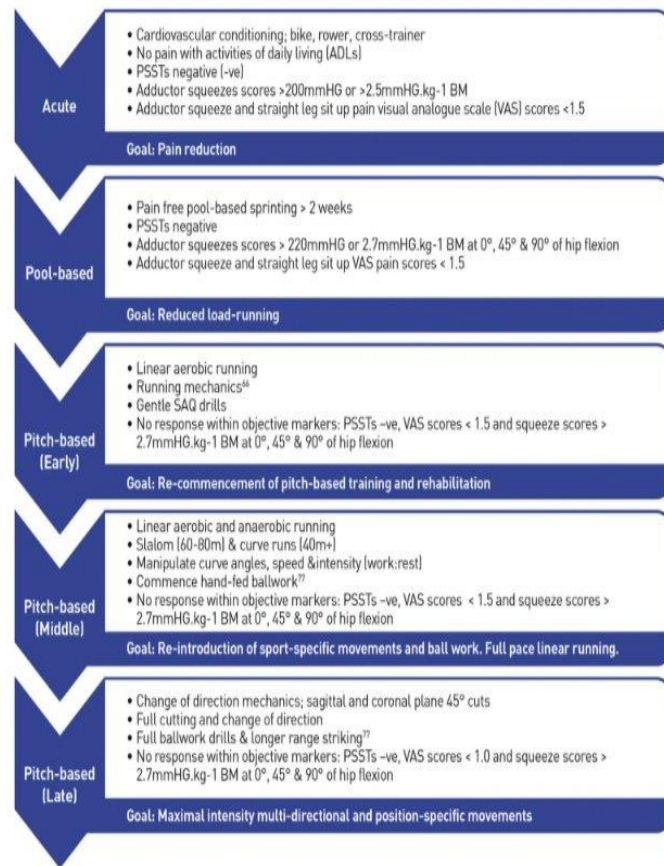 Acute
• Cardiovascular conditioning; bike, rower, cross-trainer
• No pain with activities of daily living (ADLs)
• PSSTs negative (-ve)
• Adductor squeezes scores >200mmHG or >2.5mmHG.kg-1 BM
• Adductor squeeze and straight leg sit up pain visual analogue scale (VAS) scores <1.5
Goal: Pain reduction
Pool-based
• Pain free pool-based sprinting > 2 weeks
• PSSTs negative
• Adductor squeezes scores > 220mmHG or 2.7mmHG.kg-1 BM at 0°, 45° & 90° of hip flexion
• Adductor squeeze and straight leg sit up VAS pain scores < 1.5
Goal: Reduced load-running
Pitch-based
(Early)
• Linear aerobic running
• Running mechanics⁶⁶
• Gentle SAQ drills
• No response within objective markers: PSSTs –ve, VAS scores < 1.5 and squeeze scores >
2.7mmHG.kg-1 BM at 0°, 45° & 90° of hip flexion
Goal: Re-commencement of pitch-based training and rehabilitation
Pitch-based
(Middle)
• Linear aerobic and anaerobic running
• Slalom (60-80m) & curve runs (40m+)
• Manipulate curve angles, speed &intensity (work:rest)
• Commence hand-fed ballwork⁷⁷
• No response within objective markers: PSSTs –ve, VAS scores < 1.5 and squeeze scores >
2.7mmHG.kg-1 BM at 0°, 45° & 90° of hip flexion
Goal: Re-introduction of sport-specific movements and ball work. Full pace linear running.
Pitch-based
(Late)
• Change of direction mechanics; sagittal and coronal plane 45° cuts
• Full cutting and change of direction
• Full ballwork drills & longer range striking⁷⁷
• No response within objective markers: PSSTs –ve, VAS scores < 1.0 and squeeze scores >
2.7mmHG.kg-1 BM at 0°, 45° & 90° of hip flexion
Goal: Maximal intensity multi-directional and position-specific movements